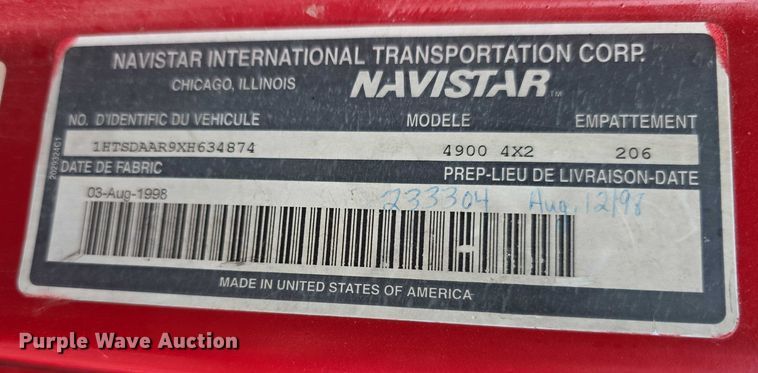 NAVISTAR INTERNATIONAL TRANSPORTATION CORP.
CHICAGO, ILLINOIS NAVISTAR TM
NO. D'IDENTIFIC DU VEHICULE MODELE EMPATTEMENT
1HTSDAAR9XH634874 4900 4X2 206
DATE DE FABRIC PREP-LIEU DE LIVRAISON-DATE
03-Aug-1998 233304 Aug, 12/98
H
MADE IN UNITED STATES OF AMERICA
Purple Wave Auction